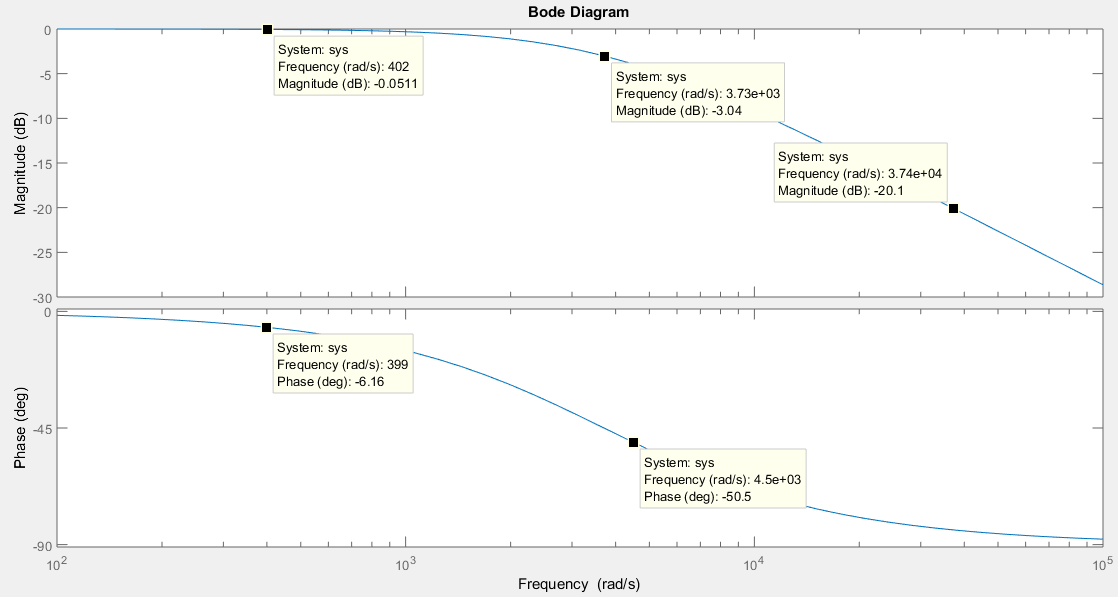 Bode Diagram
Magnitude (dB)
0
-5
-10
-15
-20
-25
-30
System: sys
Frequency (rad/s): 402
Magnitude (dB): -0.0511
System: sys
Frequency (rad/s): 3.73e+03
Magnitude (dB): -3.04
System: sys
Frequency (rad/s): 3.74e+04
Magnitude (dB): -20.1
Phase (deg)
0
-45
-90
System: sys
Frequency (rad/s): 399
Phase (deg): -6.16
System: sys
Frequency (rad/s): 4.5e+03
Phase (deg): -50.5
10^2 10^3 10^4 10^5
Frequency (rad/s)